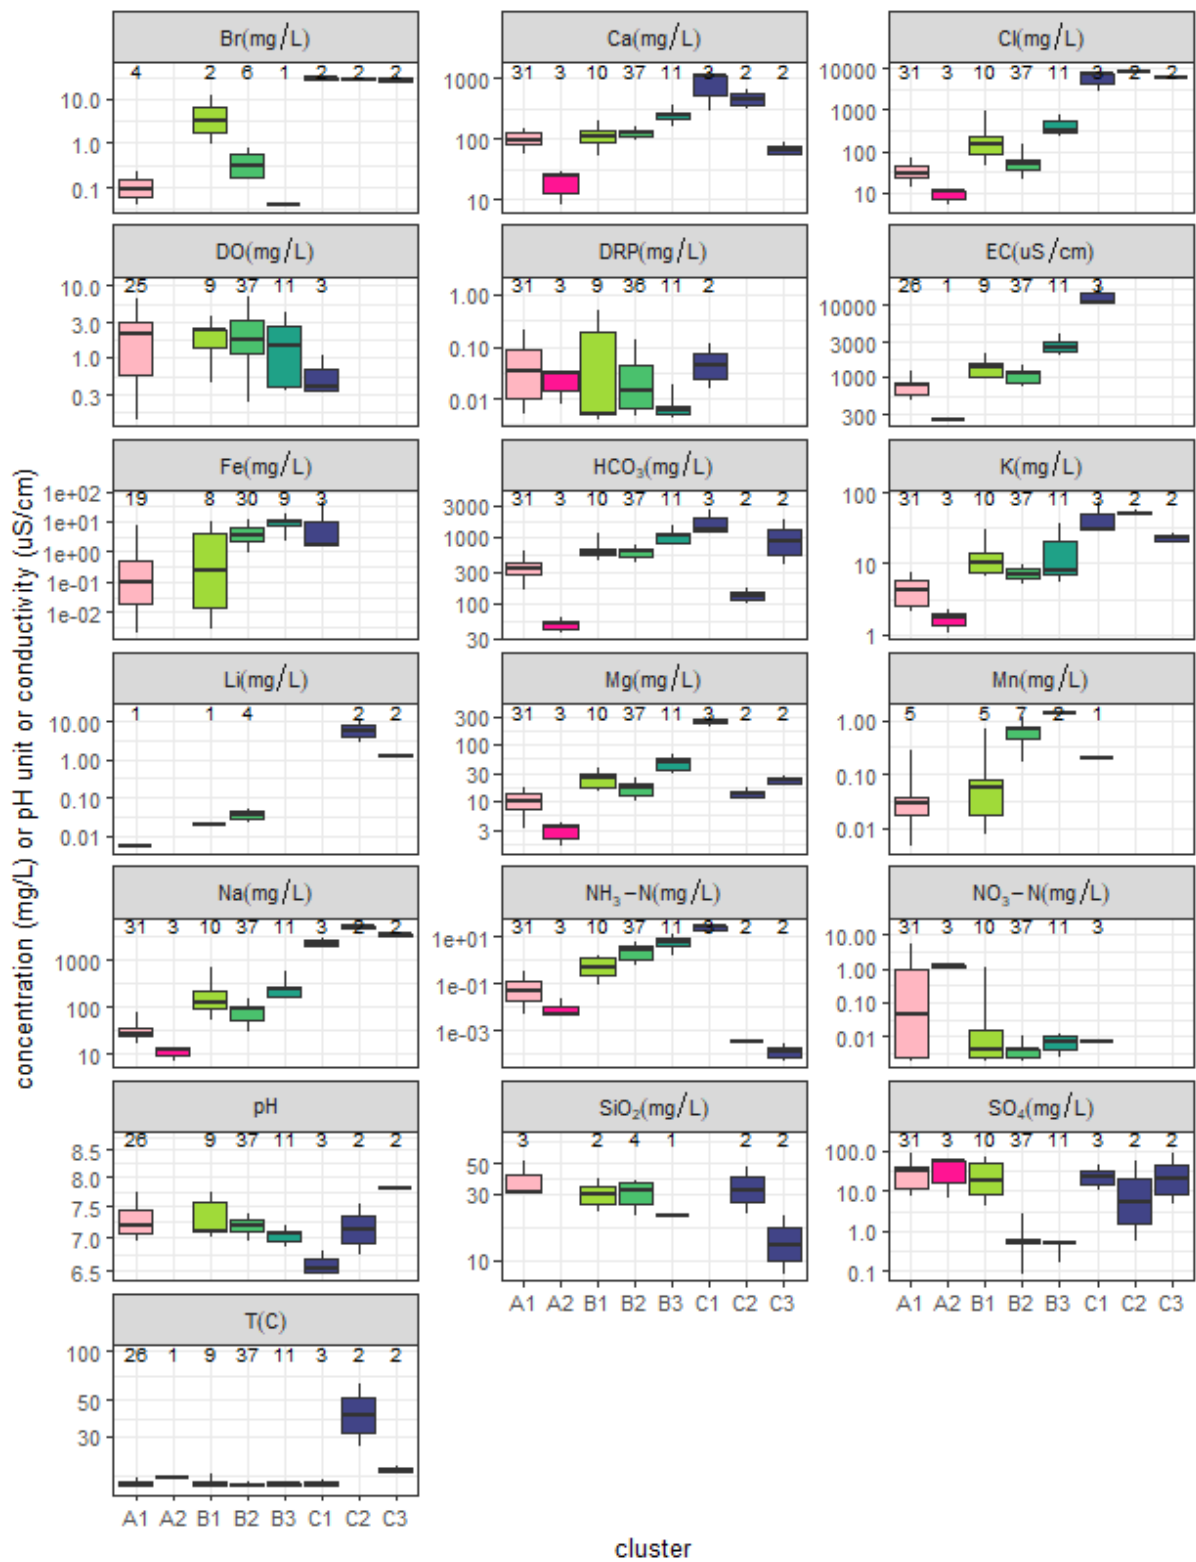 Br(mg/L) Ca(mg/L) Cl(mg/L)
4 2 6 1 2 2 2 31 3 10 37 11 3 2 2 31 3 10 37 11 3 2 2
10.0 1.0 0.1 1000 100 10 10000 1000 100 10
DO(mg/L) DRP(mg/L) EC(uS/cm)
25 9 37 11 3 31 3 9 36 11 2 26 1 9 37 11 3
10.0 3.0 1.0 0.3 1.00 0.10 0.01 10000 3000 1000 300
Fe(mg/L) HCO₃(mg/L) K(mg/L)
19 8 30 9 3 31 3 10 37 11 3 2 2 31 3 10 37 11 3 2 2
1e+02 1e+01 1e+00 1e-01 1e-02 3000 1000 300 100 30 100 10 1
Li(mg/L) Mg(mg/L) Mn(mg/L)
1 1 4 2 2 31 3 10 37 11 3 2 2 5 5 7 2 1
10.00 1.00 0.10 0.01 300 100 30 10 3 1.00 0.10 0.01
Na(mg/L) NH₃−N(mg/L) NO₃−N(mg/L)
31 3 10 37 11 3 2 2 31 3 10 37 11 3 2 2 31 3 10 37 11 3
1000 100 10 1e+01 1e-01 1e-03 10.00 1.00 0.10 0.01
pH SiO₂(mg/L) SO₄(mg/L)
26 9 37 11 3 2 2 3 2 4 1 2 2 31 3 10 37 11 3 2 2
8.5 8.0 7.5 7.0 6.5 50 30 10 100.0 10.0 1.0 0.1
A1 A2 B1 B2 B3 C1 C2 C3 A1 A2 B1 B2 B3 C1 C2 C3
T(C)
26 1 9 37 11 3 2 2
100 50 30
A1 A2 B1 B2 B3 C1 C2 C3
cluster
concentration (mg/L) or pH unit or conductivity (uS/cm)